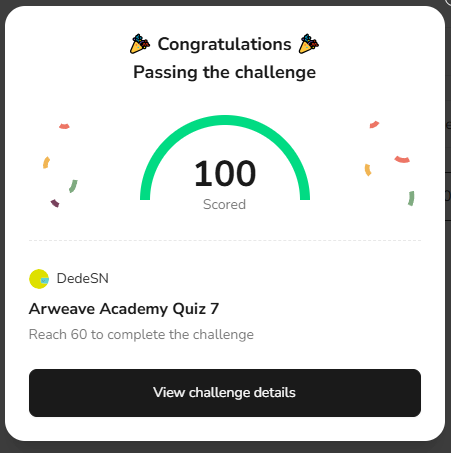 🎉 Congratulations 🎉
Passing the challenge
100
Scored
DedeSN
Arweave Academy Quiz 7
Reach 60 to complete the challenge
View challenge details